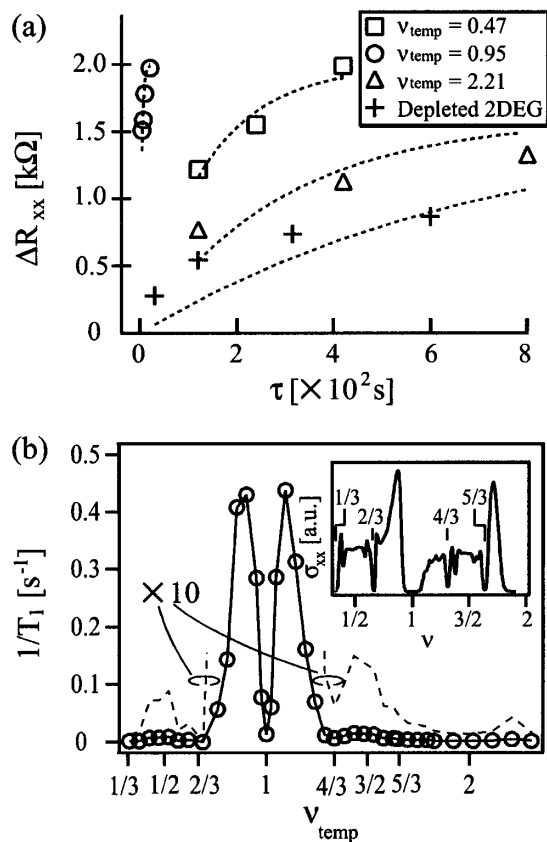 (a)
ν_temp = 0.47
ν_temp = 0.95
ν_temp = 2.21
Depleted 2DEG
ΔR_xx [kΩ]
2.0
1.5
1.0
0.5
0
0 2 4 6 8
τ [×10²s]
(b)
1/T₁ [s⁻¹]
0.5
0.4
0.3
0.2
0.1
0
×10
σ_xx [a.u.]
1/3 2/3 4/3 5/3
1/2 1 3/2 2
ν
1/3 1/2 2/3 1 4/3 3/2 5/3 2
ν_temp